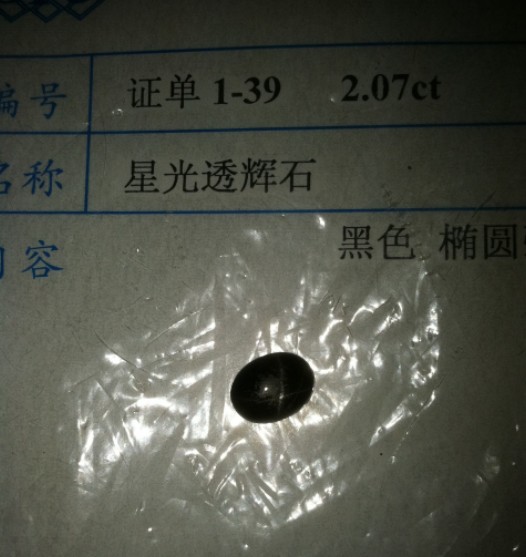 编号 证单 1-39 2.07ct
名称 星光透辉石
内容 黑色 椭圆